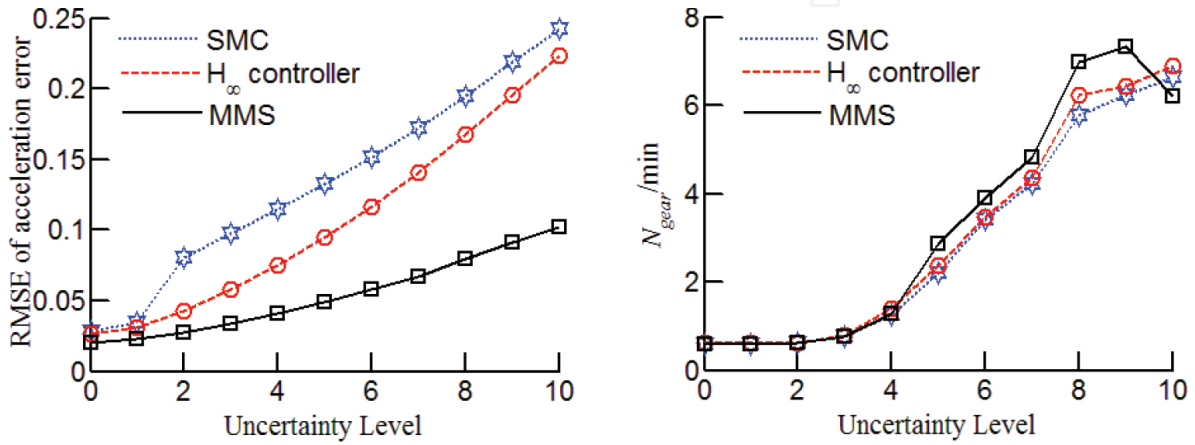 RMSE of acceleration error
0.25
0.2
0.15
0.1
0.05
0
SMC
H∞ controller
MMS
0 2 4 6 8 10
Uncertainty Level
N_gear/min
8
6
4
2
0
SMC
H∞ controller
MMS
0 2 4 6 8 10
Uncertainty Level